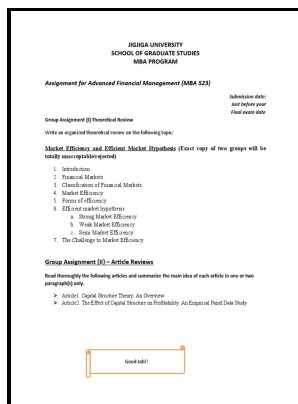 JIGJIGA UNIVERSITY
SCHOOL OF GRADUATE STUDIES
MBA PROGRAM
Assignment for Advanced Financial Management (MBA 523)
Submission date:
Just before your
Final exam date
Group Assignment (I) Theoretical Review
Write an organized theoretical review on the following topic:
Market Efficiency and Efficient Market Hypothesis (Exact copy of two groups will be
totally unacceptable/rejected)
1. Introduction
2. Financial Markets
3. Classification of Financial Markets
4. Market Efficiency
5. Forms of efficiency
6. Efficient market hypothesis
a. Strong Market Efficiency
b. Weak Market Efficiency
c. Semi Market Efficiency
7. The Challenge to Market Efficiency
Group Assignment (II) – Article Reviews
Read thoroughly the following articles and summarize the main idea of each article in one or two
paragraph(s) only.
➤ Article1. Capital Structure Theory: An Overview
➤ Article2. The Effect of Capital Structure on Profitability: An Empirical Panel Data Study
Good Job!!